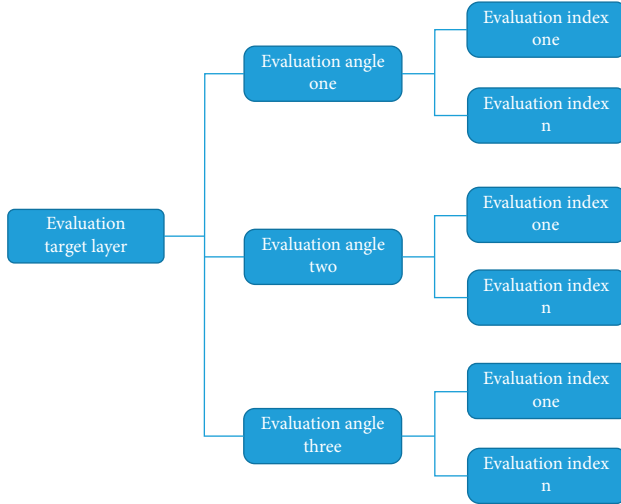 Evaluation
target layer
Evaluation angle
one
Evaluation index
one
Evaluation index
n
Evaluation angle
two
Evaluation index
one
Evaluation index
n
Evaluation angle
three
Evaluation index
one
Evaluation index
n